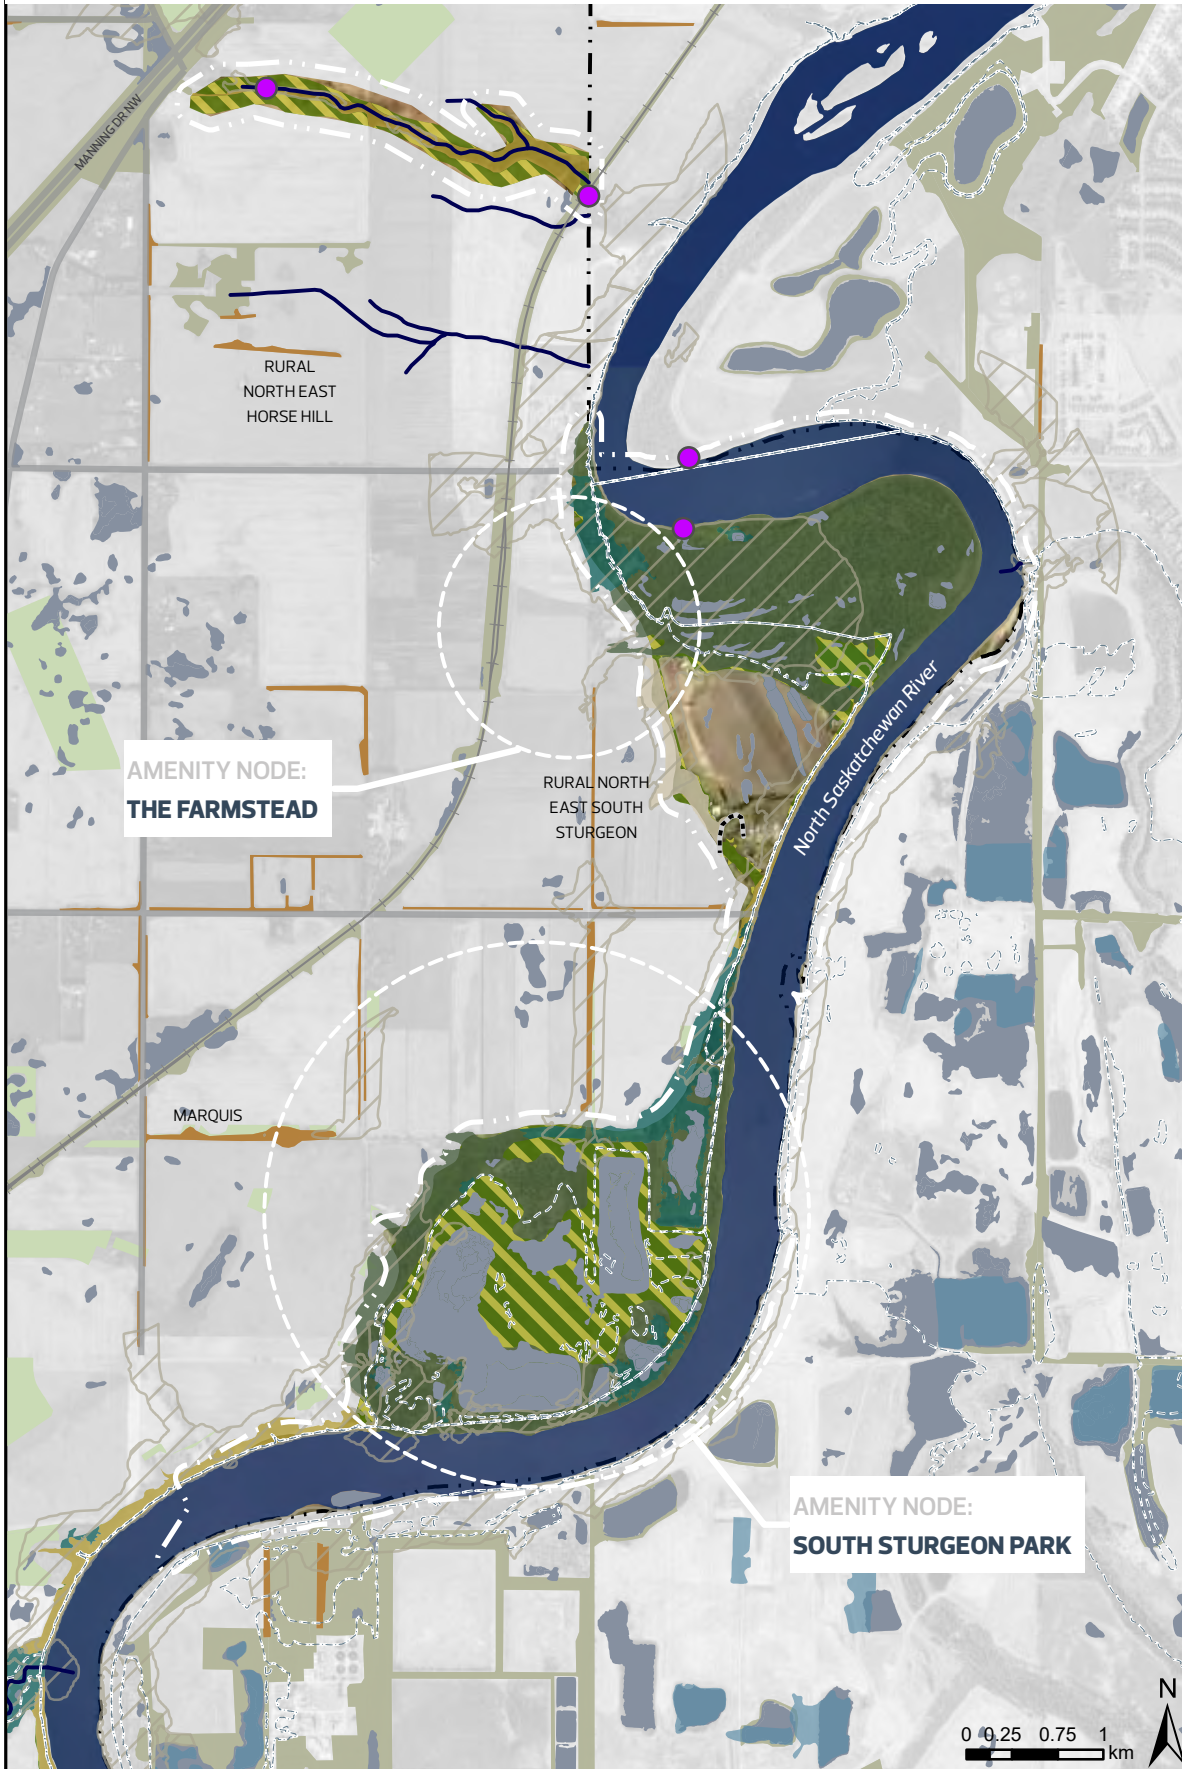 MANNING DR NW
RURAL
NORTH EAST
HORSE HILL
AMENITY NODE:
THE FARMSTEAD
RURAL NORTH
EAST SOUTH
STURGEON
North Saskatchewan River
MARQUIS
AMENITY NODE:
SOUTH STURGEON PARK
N
0 0.25 0.75 1
km